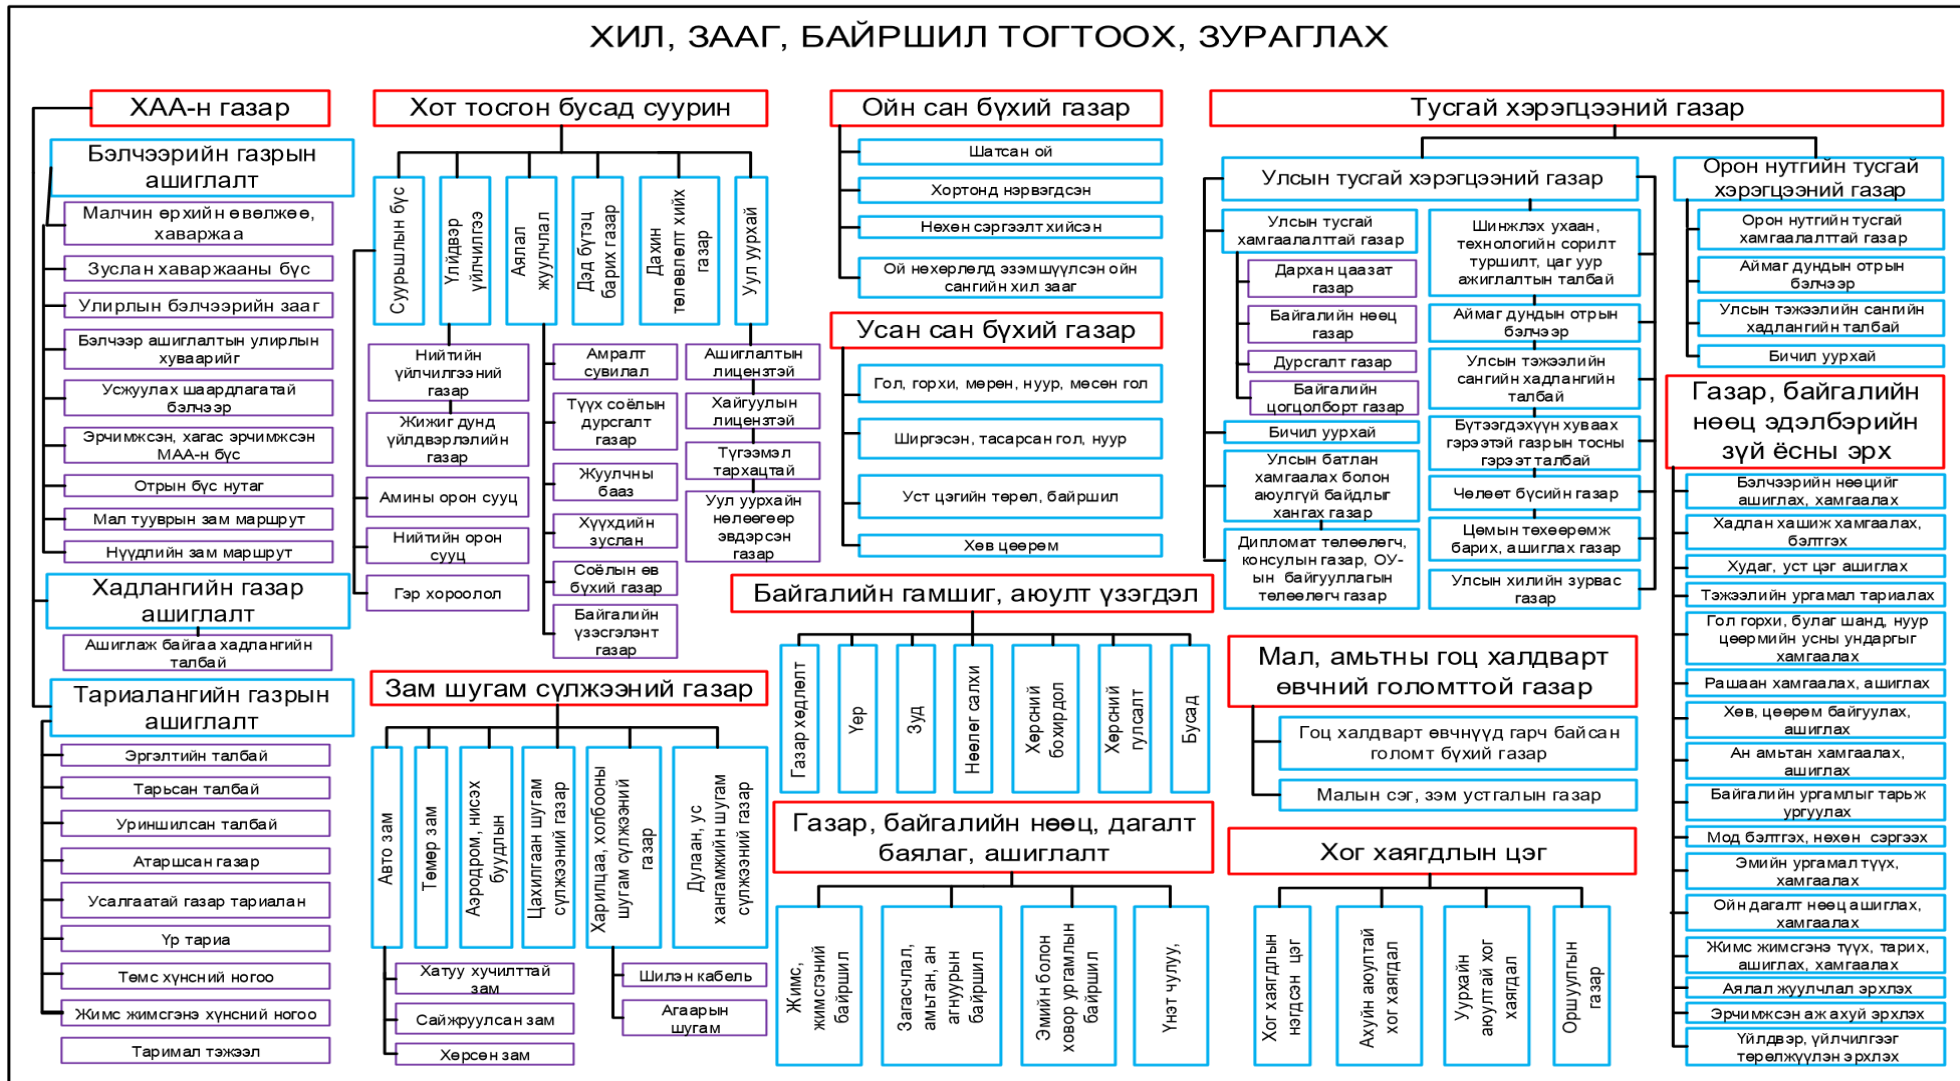 ХИЛ, ЗААГ, БАЙРШИЛ ТОГТООХ, ЗУРАГЛАХ
ХАА-н газар
Бэлчээрийн газрын
ашиглалт
Малчин өрхийн өвөлжөө,
хаваржаа
Зуслан хаваржааны бүс
Улирлын бэлчээрийн зааг
Бэлчээр ашиглалтын улирлын
хуваарийг
Усжуулах шаардлагатай
бэлчээр
Эрчимжсэн, хагас эрчимжсэн
МАА-н бүс
Отрын бүс нутаг
Мал тууврын зам маршрут
Нүүдлийн зам маршрут
Хадлангийн газар
ашиглалт
Ашиглаж байгаа хадлангийн
талбай
Тариалангийн газрын
ашиглалт
Эргэлтийн талбай
Тарьсан талбай
Уриншилсан талбай
Атаршсан газар
Усалгаатай газар тариалан
Үр тариа
Төмс хүнсний ногоо
Жимс жимсгэнэ хүнсний ногоо
Таримал тэжээл
Хот тосгон бусад суурин
Суурьшлын бүс
Үлйдвэр
үйлчилгээ
Аялал
жуулчлал
Дэд бүтэц
барих газар
Дахин
төлөвлөлт хийх
газар
Уул уурхай
Нийтийн
үйлчилгээний
газар
Жижиг дунд
үйлдвэрлэлийн
газар
Амины орон сууц
Нийтийн орон
сууц
Гэр хороолол
Амралт
сувилал
Түүх соёлын
дурсгалт
газар
Жуулчны
бааз
Хүүхдийн
зуслан
Соёлын өв
бүхий газар
Байгалийн
үзэсгэлэнт
газар
Ашиглалтын
лицензтэй
Хайгуулын
лицензтэй
Түгээмэл
тархацтай
Уул уурхайн
нөлөөгөөр
эвдэрсэн
газар
Зам шугам сүлжээний газар
Авто зам
Төмөр зам
Аэродром, нисэх
буудлын
Цахилгаан шугам
сүлжээний газар
Харилцаа, холбооны
шугам сүлжээний
газар
Дулаан, ус
хангамжийн шугам
сүлжээний газар
Хатуу хучилттай
зам
Сайжруулсан зам
Хөрсөн зам
Шилэн кабель
Агаарын
шугам
Ойн сан бүхий газар
Шатсан ой
Хортонд нэрвэгдсэн
Нөхөн сэргээлт хийсэн
Ой нөхөрлөлд эзэмшүүлсэн ойн
сангийн хил зааг
Усан сан бүхий газар
Гол, горхи, мөрөн, нуур, мөсөн гол
Ширгэсэн, тасарсан гол, нуур
Уст цэгийн төрөл, байршил
Хөв цөөрөм
Байгалийн гамшиг, аюулт үзэгдэл
Газар хөдлөлт
Үөр
Зуд
Нөөлөг салхи
Хөрсний
бохирдол
Хөрсний
гулсалт
Бусад
Газар, байгалийн нөөц, дагалт
баялаг, ашиглалт
Жимс,
жимсгэний
байршил
Загасчлал,
амьтан, ан
агнуурын
байршил
Эмийн болон
ховор ургамлын
байршил
Үнэт чулуу,
Тусгай хэрэгцээний газар
Улсын тусгай хэрэгцээний газар
Улсын тусгай
хамгаалалттай газар
Дархан цаазат
газар
Байгалийн нөөц
газар
Дурсгалт газар
Байгалийн
цогцолборт газар
Бичил уурхай
Улсын батлан
хамгаалах болон
аюулгүй байдлыг
хангах газар
Дипломат төлөөлөгч,
консулын газар, ОУ-
ын байгууллагын
төлөөлөгч газар
Шинжлэх ухаан,
технологийн сорилт
туршилт, цаг уур
ажиглалтын талбай
Аймаг дундын отрын
бэлчээр
Улсын тэжээлийн
сангийн хадлангийн
талбай
Бүтээгдэхүүн хуваах
гэрээтэй газрын тосны
гэрээт талбай
Чөлөөт бүсийн газар
Цөмын төхөөрөмж
барих, ашиглах газар
Улсын хилийн зурвас
газар
Орон нутгийн тусгай
хэрэгцээний газар
Орон нутгийн тусгай
хамгаалалттай газар
Аймаг дундын отрын
бэлчээр
Улсын тэжээлийн сангийн
хадлангийн талбай
Бичил уурхай
Мал, амьтны гоц халдварт
өвчний голомттой газар
Гоц халдварт өвчнүүд гарч байсан
голомт бүхий газар
Малын сэг, зэм устгалын газар
Хог хаягдлын цэг
Хог хаягдлын
нэгдсэн цэг
Ахуйн аюултай
хог хаягдал
Уурхайн
аюултай хог
хаягдал
Оршуулгын
газар
Газар, байгалийн
нөөц эдэлбэрийн
зүй ёсны эрх
Бэлчээрийн нөөцийг
ашиглах, хамгаалах
Хадлан хашиж хамгаалах,
бэлтгэх
Худаг, уст цэг ашиглах
Тэжээлийн ургамал тариалах
Гол горхи, булаг шанд, нуур
цөөрмийн усны ундаргыг
хамгаалах
Рашаан хамгаалах, ашиглах
Хөв, цөөрөм байгуулах,
ашиглах
Ан амьтан хамгаалах,
ашиглах
Байгалийн ургамлыг тарьж
ургуулах
Мод бэлтгэх, нөхөн сэргээх
Эмийн ургамал түүх,
хамгаалах
Ойн дагалт нөөц ашиглах,
хамгаалах
Жимс жимсгэнэ түүх, тарих,
ашиглах, хамгаалах
Аялал жуулчлал эрхлэх
Эрчимжсэн аж ахуй эрхлэх
Үйлдвэр, үйлчилгээг
төрөлжүүлэн эрхлэх